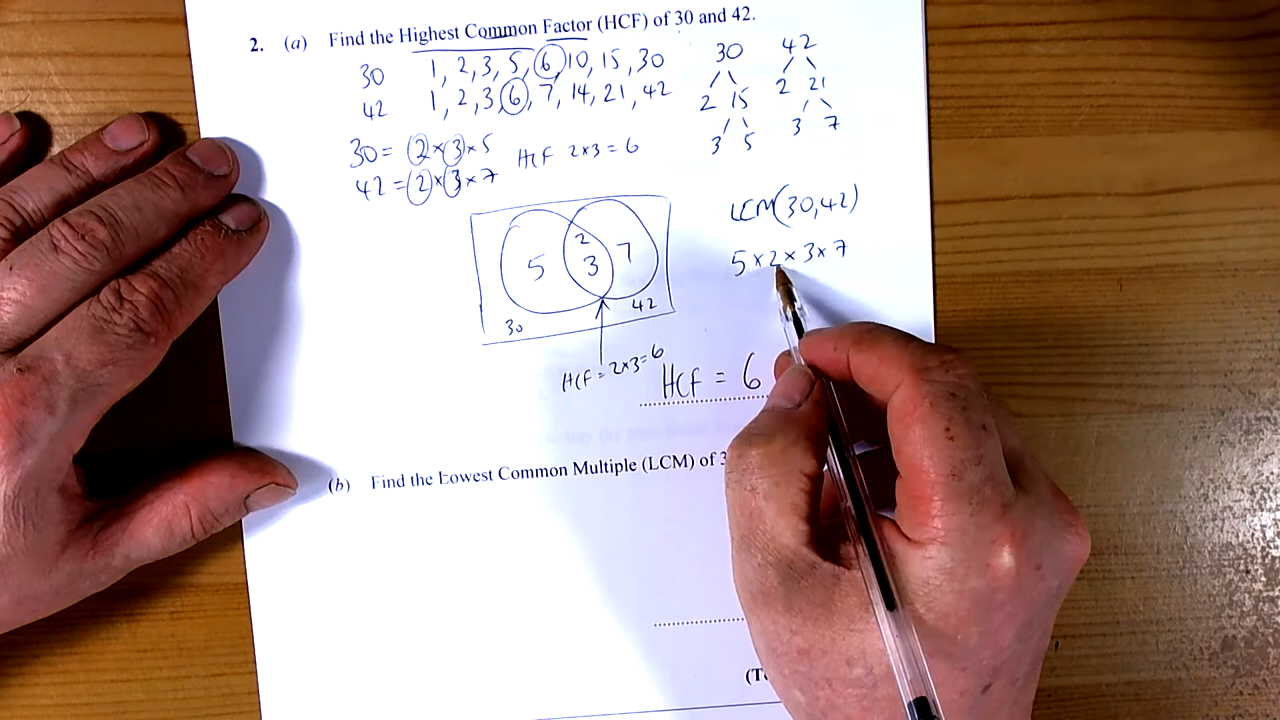 2. (a) Find the Highest Common Factor (HCF) of 30 and 42.
30 1, 2, 3, 5, 6, 10, 15, 30
42 1, 2, 3, 6, 7, 14, 21, 42
30 = 2 × 3 × 5
42 = 2 × 3 × 7
HCF 2×3 = 6
30
2 15
3 5
42
2 21
3 7
5
2
3
7
30
42
HCF = 2×3=6
LCM(30,42)
5 × 2 × 3 × 7
HCF = 6
(b) Find the Lowest Common Multiple (LCM) of